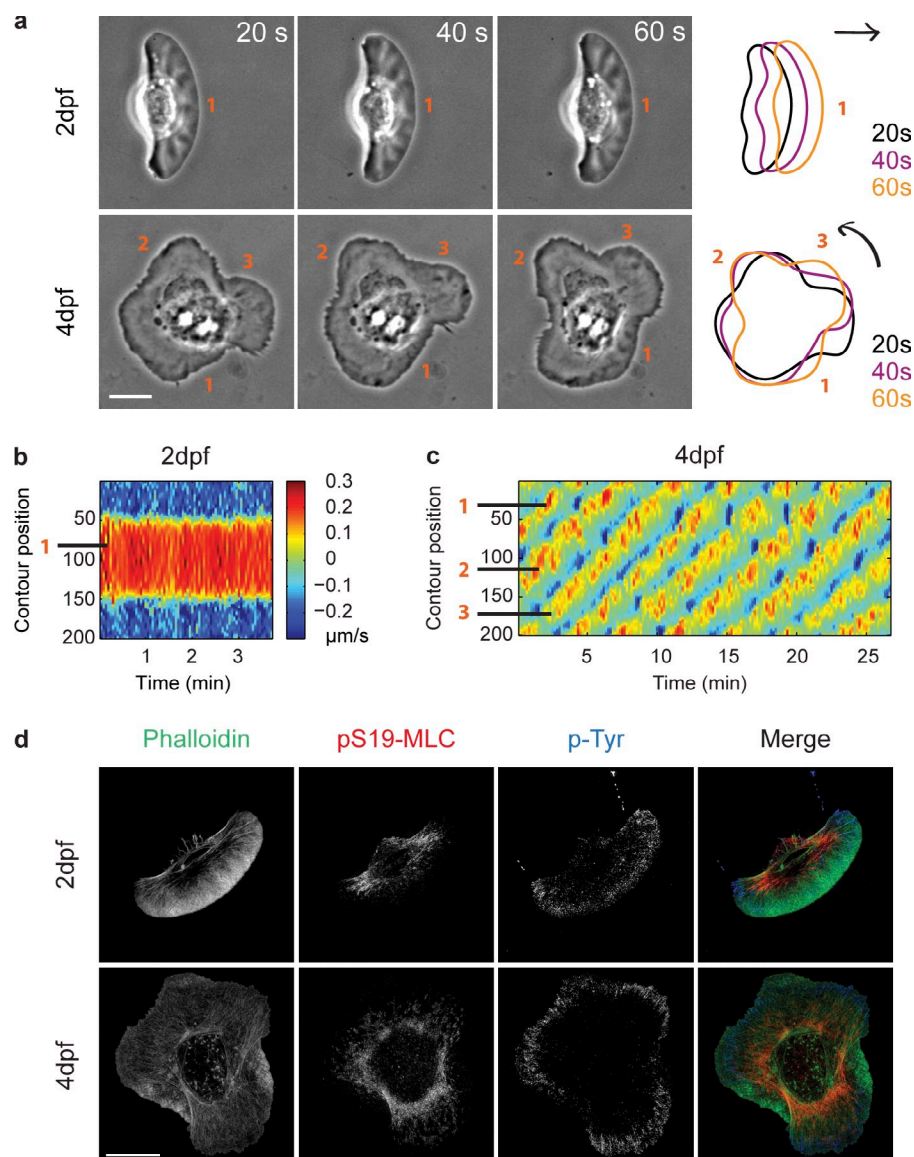 a
20 s
40 s
60 s
2dpf
1
1
1
1
20s
40s
60s
4dpf
2
3
1
2
3
1
2
3
1
2
3
1
20s
40s
60s
b
2dpf
Contour position
50
100
150
200
1
1
2
3
Time (min)
0.3
0.2
0.1
0
−0.1
−0.2
μm/s
c
4dpf
Contour position
1
2
3
50
100
150
200
5
10
15
20
25
Time (min)
d
Phalloidin
pS19-MLC
p-Tyr
Merge
2dpf
4dpf